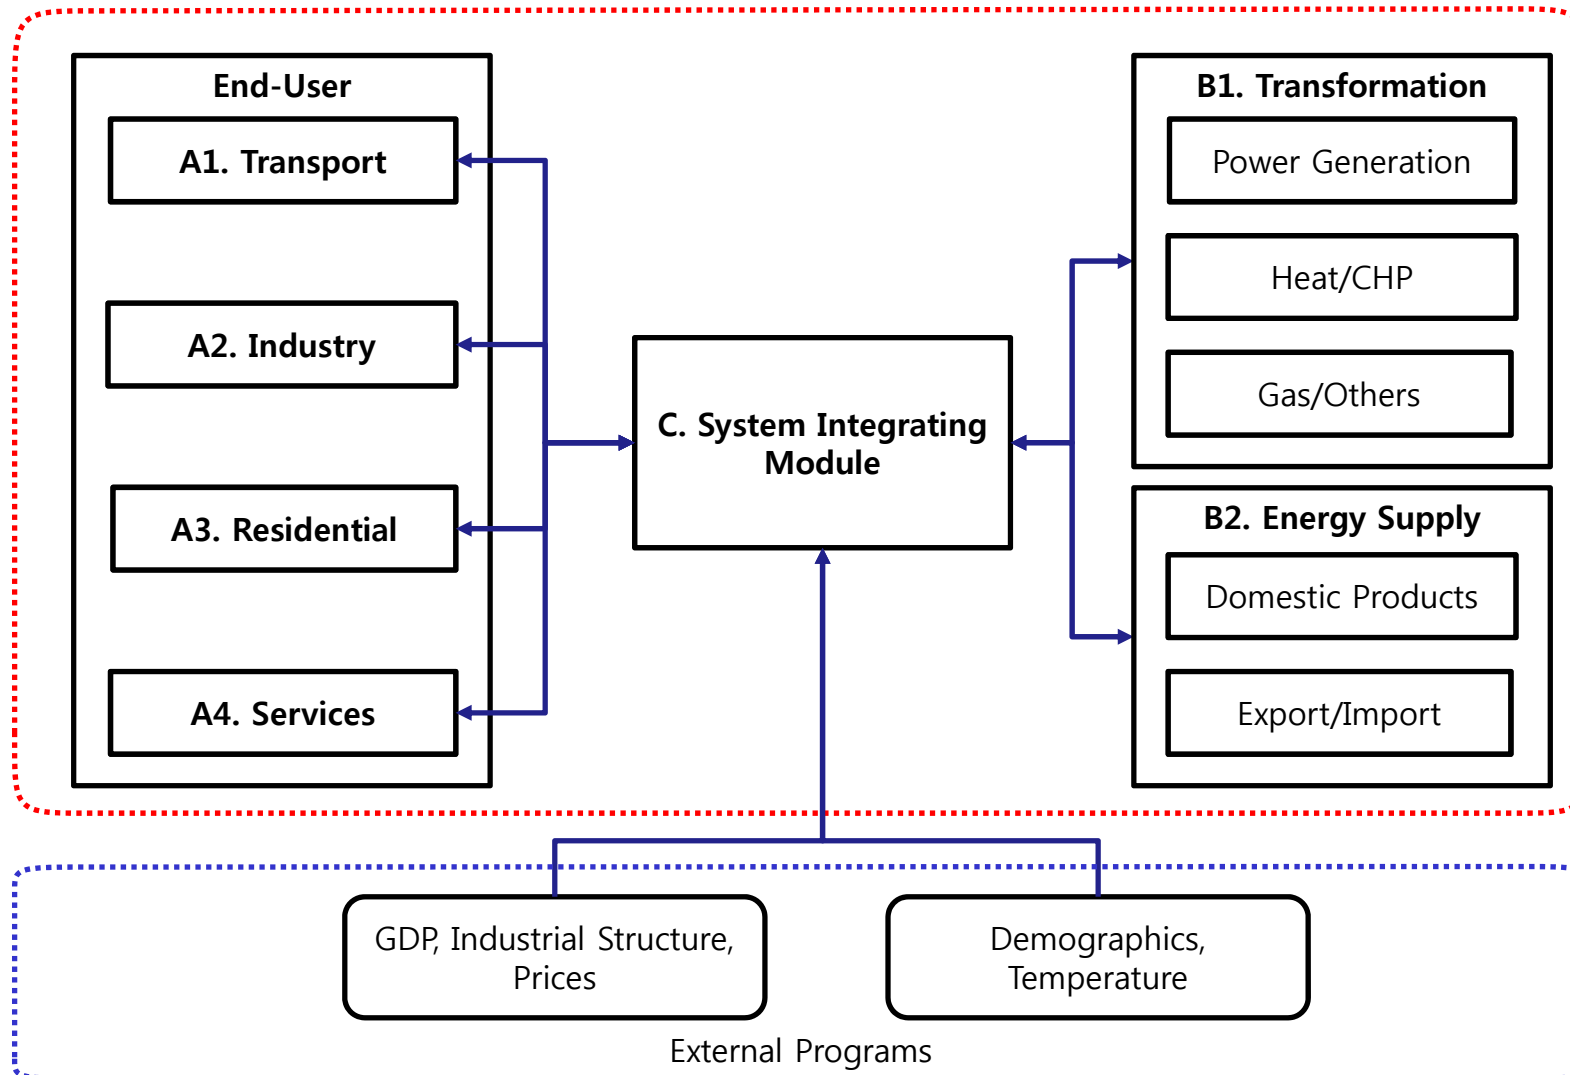 End-User
A1. Transport
A2. Industry
A3. Residential
A4. Services
C. System Integrating
Module
B1. Transformation
Power Generation
Heat/CHP
Gas/Others
B2. Energy Supply
Domestic Products
Export/Import
GDP, Industrial Structure,
Prices
Demographics,
Temperature
External Programs